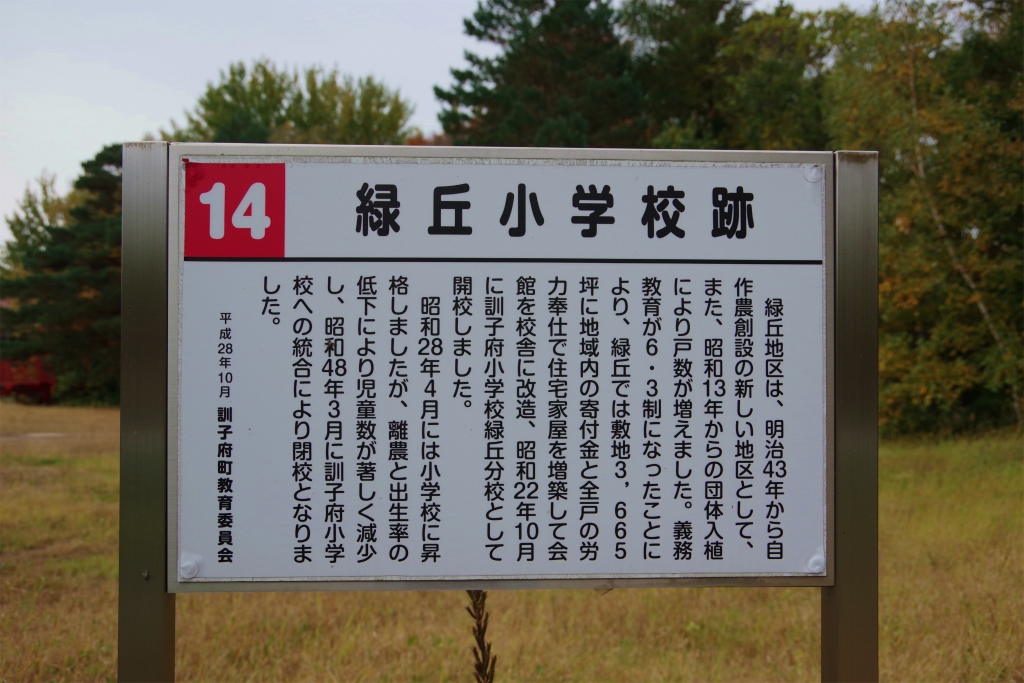 14
緑丘小学校跡
緑丘地区は、明治43年から自
作農創設の新しい地区として、
また、昭和13年からの団体入植
により戸数が増えました。義務
教育が6・3制になったことに
より、緑丘では敷地3，665
坪に地域内の寄付金と全戸の労
力奉仕で住宅家屋を増築して会
館を校舎に改造、昭和22年10月
に訓子府小学校緑丘分校として
開校しました。
昭和28年4月には小学校に昇
格しましたが、離農と出生率の
低下により児童数が著しく減少
し、昭和48年3月に訓子府小学
校への統合により閉校となりま
した。
平成28年10月 訓子府町教育委員会